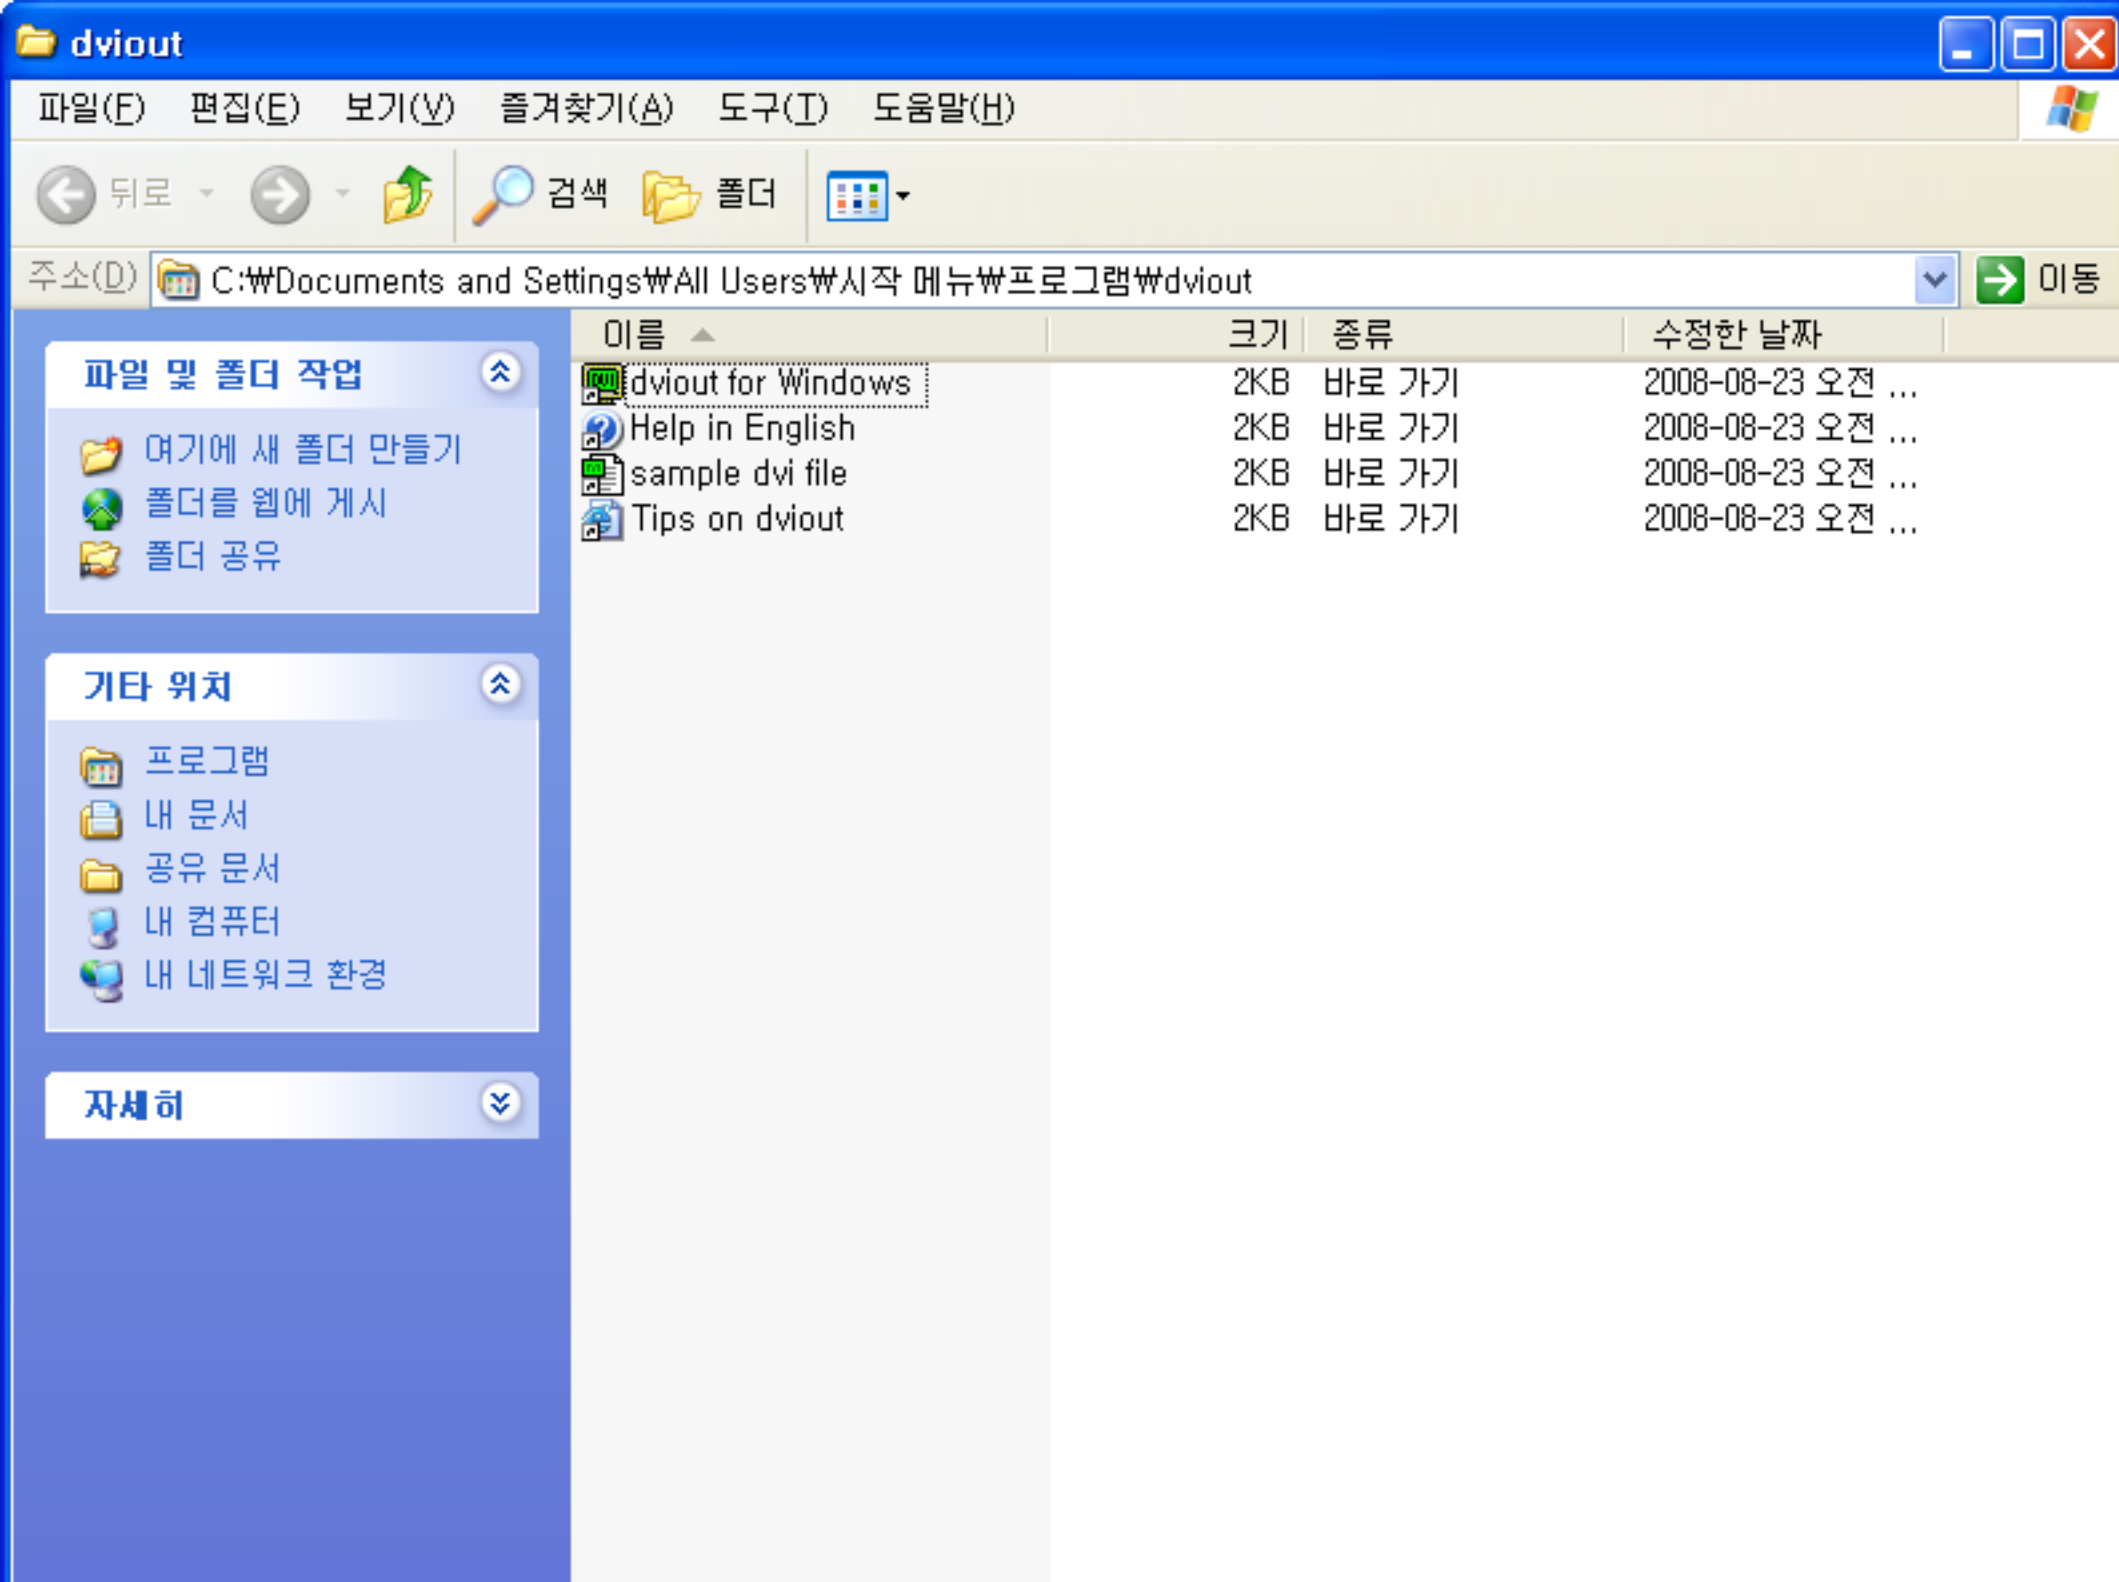 dviout
파일(F) 편집(E) 보기(V) 즐겨찾기(A) 도구(T) 도움말(H)
뒤로 검색 폴더
주소(D) C:₩Documents and Settings₩All Users₩시작 메뉴₩프로그램₩dviout 이동
파일 및 폴더 작업
여기에 새 폴더 만들기
폴더를 웹에 게시
폴더 공유
기타 위치
프로그램
내 문서
공유 문서
내 컴퓨터
내 네트워크 환경
자세히
이름 크기 종류 수정한 날짜
dviout for Windows 2KB 바로 가기 2008-08-23 오전 ...
Help in English 2KB 바로 가기 2008-08-23 오전 ...
sample dvi file 2KB 바로 가기 2008-08-23 오전 ...
Tips on dviout 2KB 바로 가기 2008-08-23 오전 ...